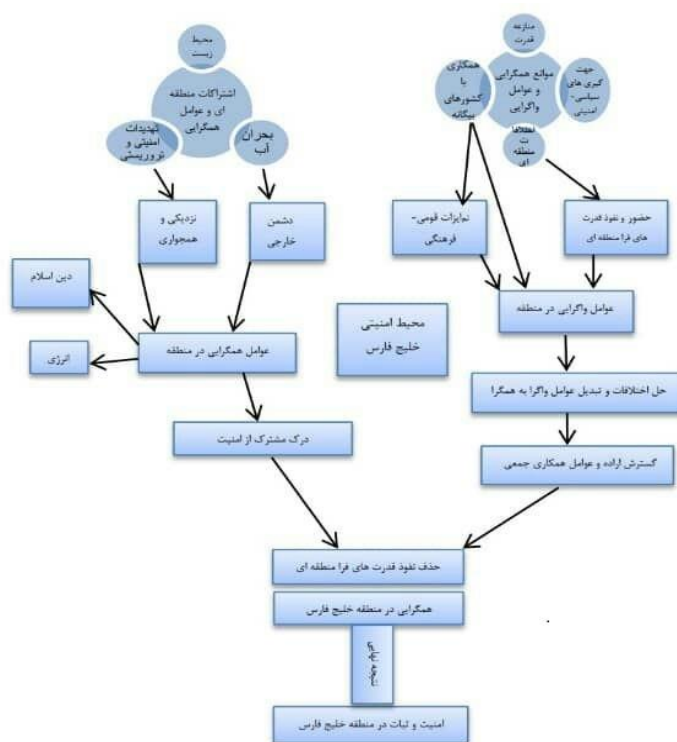 منازعه
قدرت
جهت
گیری های
سیاسی-
امنیتی
موانع همگرایی
و عوامل
واگرایی
همکاری
با
کشورهای
بیگانه
اختلافا
ت
منطقه
ای
محیط
زیست
اشتراکات منطقه
ای و عوامل
همگرایی
بحران
آب
تهدیدات
امنیتی و
تروریستی
حضور و نفوذ قدرت
های فرا منطقه ای
تمایزات قومی-
فرهنگی
دشمن
خارجی
نزدیکی و
همجواری
دین اسلام
انرژی
عوامل واگرایی در منطقه
محیط امنیتی
خلیج فارس
عوامل همگرایی در منطقه
حل اختلافات و تبدیل عوامل واگرا به همگرا
درک مشترک از امنیت
گسترش اراده و عوامل همکاری جمعی
حذف نفوذ قدرت های فرا منطقه ای
همگرایی در منطقه خلیج فارس
نتیجه نهایی
امنیت و ثبات در منطقه خلیج فارس